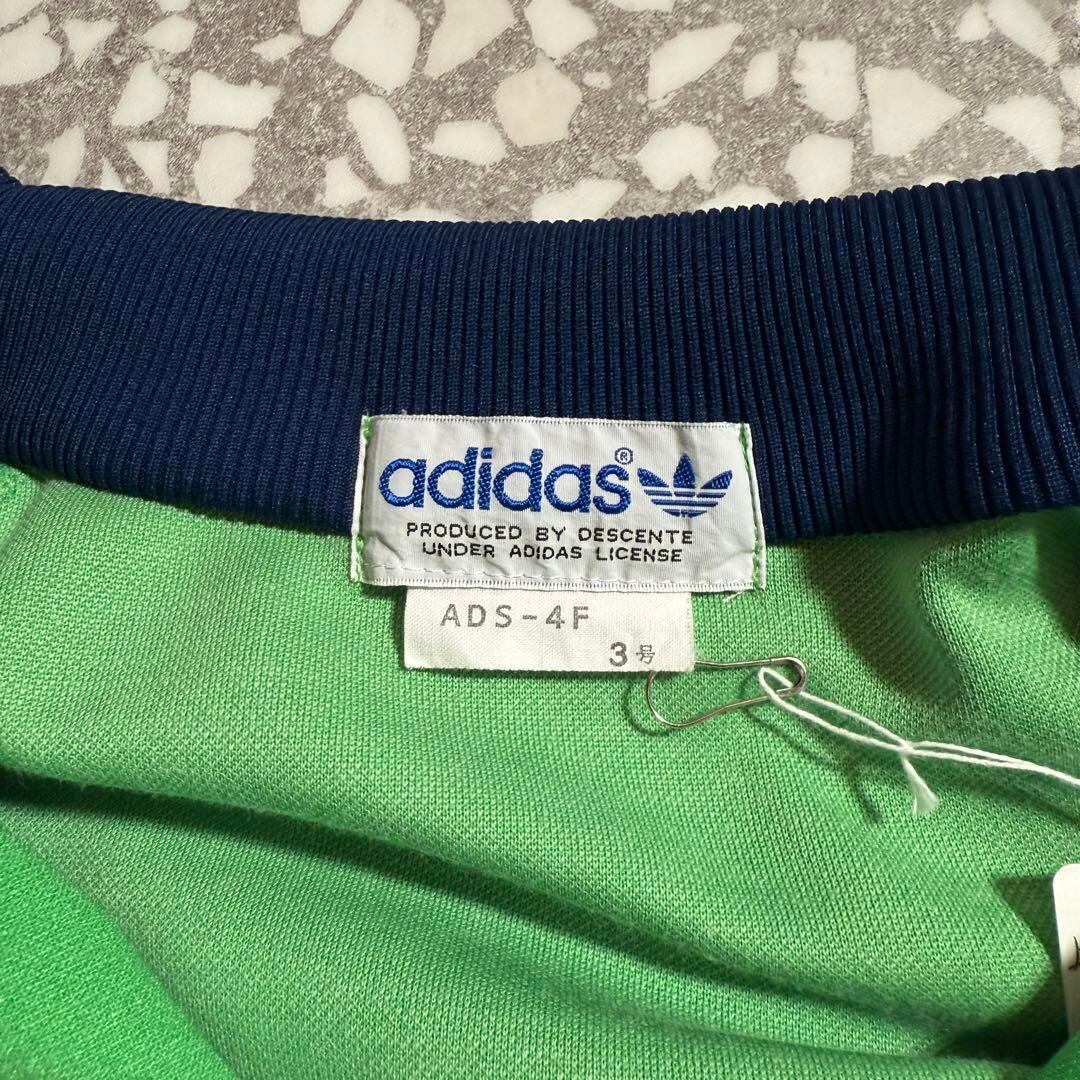 adidas®
PRODUCED BY DESCENTE
UNDER ADIDAS LICENSE
ADS-4F
3号